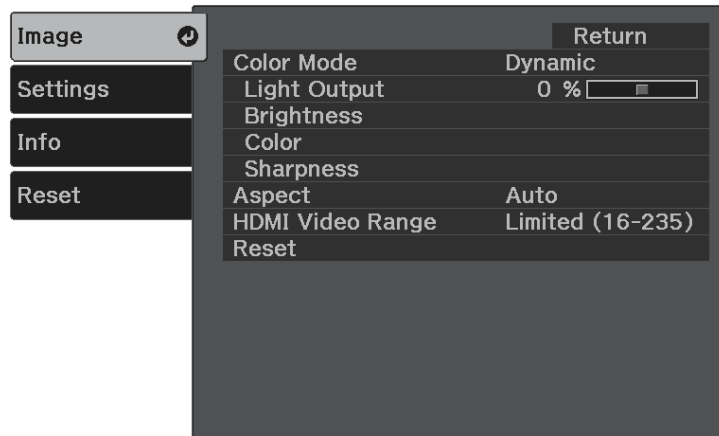 Image
Settings
Info
Reset
Return
Color Mode Dynamic
Light Output 0 %
Brightness
Color
Sharpness
Aspect Auto
HDMI Video Range Limited (16-235)
Reset